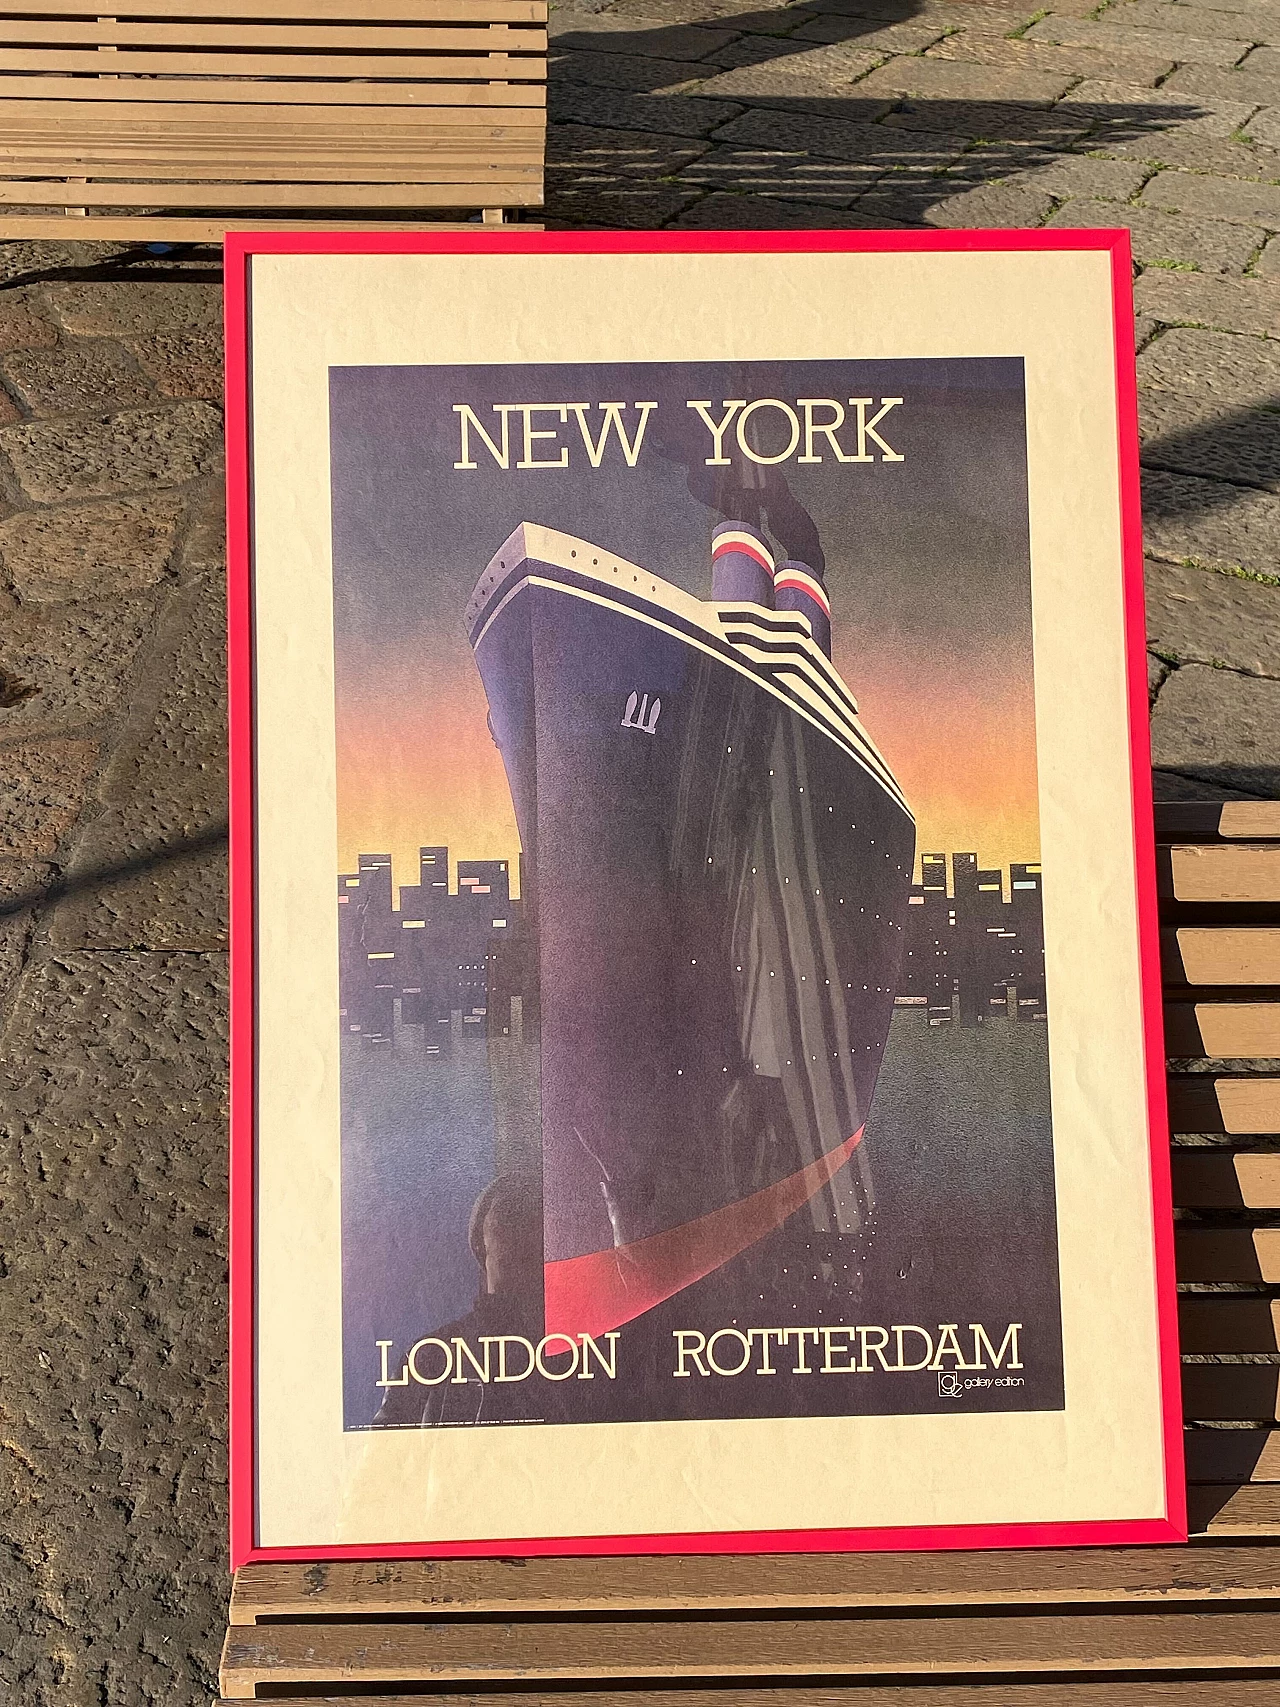 NEW YORK
LONDON ROTTERDAM
gallery edition